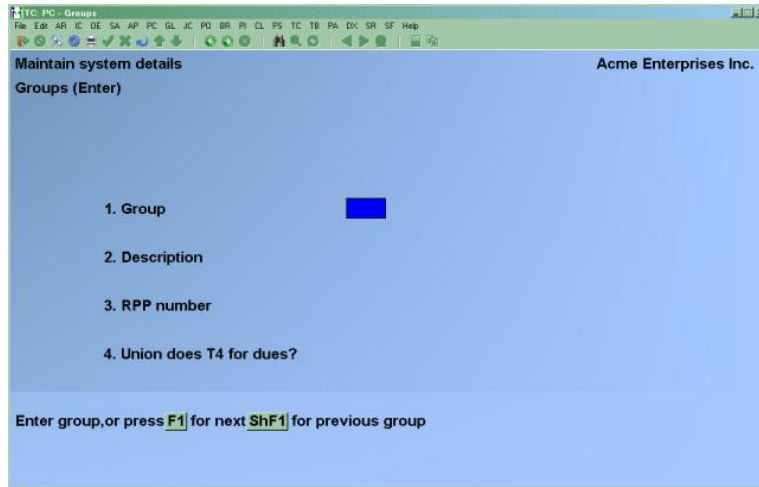 TC: PC - Groups
File Edit AR IC OE SA AP PC GL JC PO BR PI CL PS TC TB PA DX SR SF Help
Maintain system details Acme Enterprises Inc.
Groups (Enter)
1. Group
2. Description
3. RPP number
4. Union does T4 for dues?
Enter group,or press F1 for next ShF1 for previous group